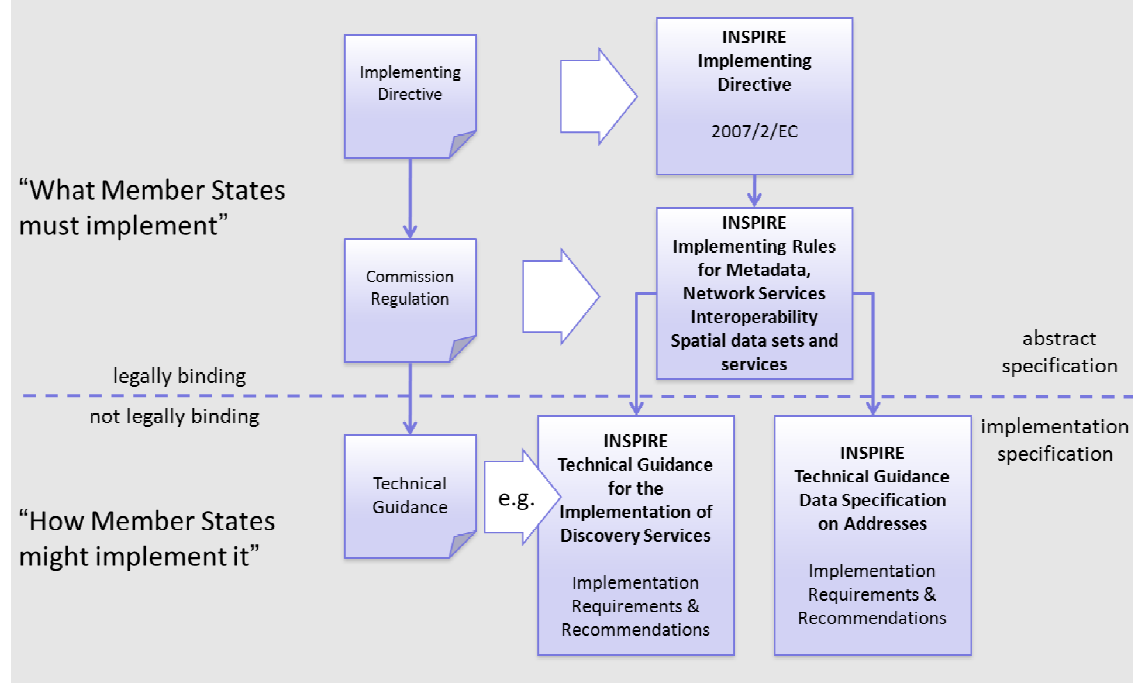 Implementing
Directive
INSPIRE
Implementing
Directive
2007/2/EC
“What Member States
must implement”
Commission
Regulation
INSPIRE
Implementing Rules
for Metadata,
Network Services
Interoperability
Spatial data sets and
services
abstract
specification
legally binding
not legally binding
implementation
specification
“How Member States
might implement it”
Technical
Guidance
e.g.
INSPIRE
Technical Guidance
for the
Implementation of
Discovery Services
Implementation
Requirements &
Recommendations
INSPIRE
Technical Guidance
Data Specification
on Addresses
Implementation
Requirements &
Recommendations